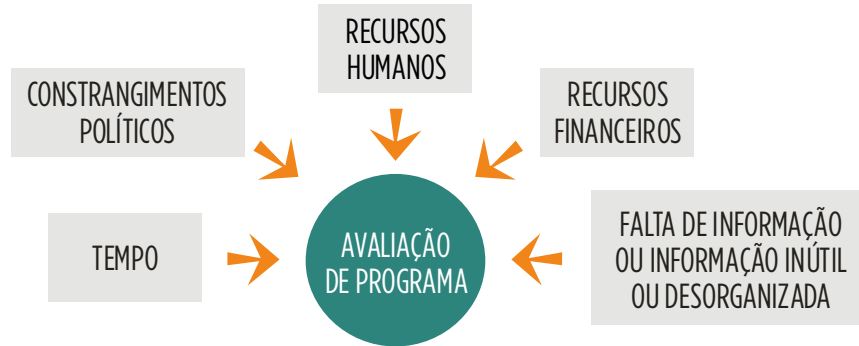 RECURSOS
HUMANOS
CONSTRANGIMENTOS
POLÍTICOS
RECURSOS
FINANCEIROS
TEMPO
AVALIAÇÃO
DE PROGRAMA
FALTA DE INFORMAÇÃO
OU INFORMAÇÃO INÚTIL
OU DESORGANIZADA